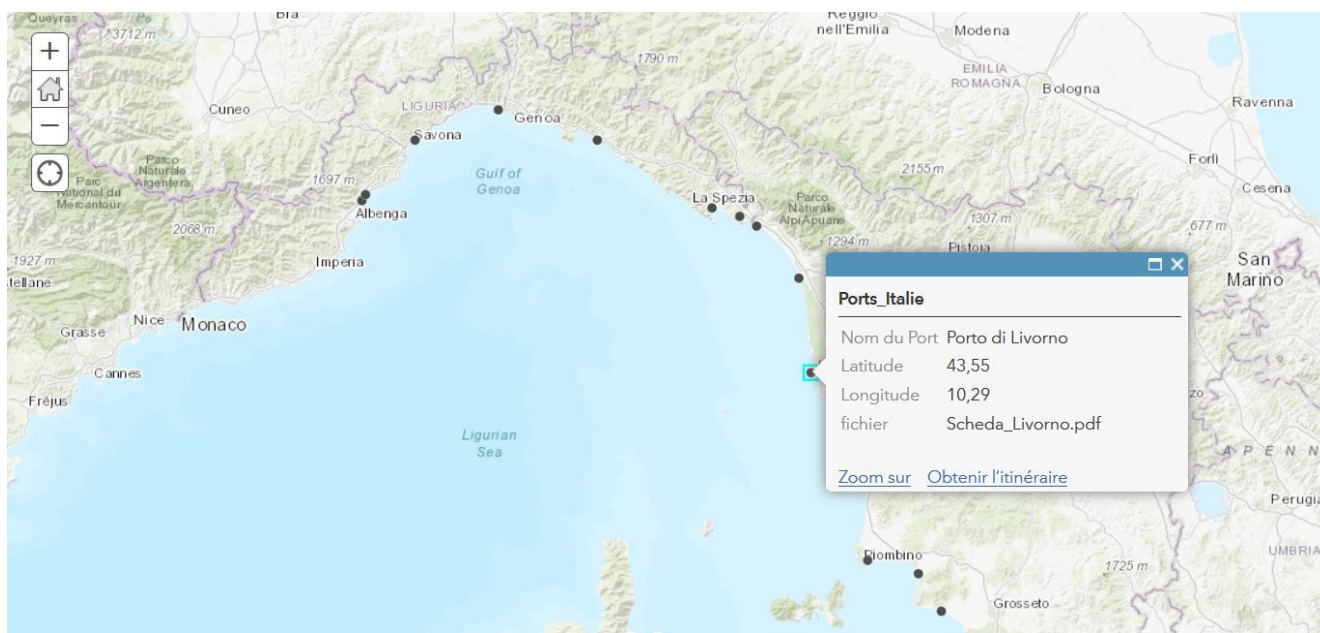 Queyras
Po
Bra
Reggio
nell'Emilia
3712 m
Modena
1790 m
EMILIA
ROMAGNA
Bologna
Cuneo
LIGURIA
Genoa
Ravenna
Savona
Forlì
Parco
Naturale
Argentera
Parc
National du
Mercantour
1697 m
Gulf of
Genoa
2155 m
Cesena
La Spezia
Parco
Naturale
Alpi Apuane
Albenga
2068 m
1307 m
677 m
1294 m
Pistoia
1927 m
Imperia
San
Marino
tellane
Ports_Italie
Nice
Monaco
Grasse
Nom du Port Porto di Livorno
Latitude 43,55
Cannes
Longitude 10,29
Fréjus
zo
fichier Scheda_Livorno.pdf
Ligurian
Sea
A P E N N
Zoom sur Obtenir l'itinéraire
Perugia
Piombino
UMBRIA
1725 m
Grosseto